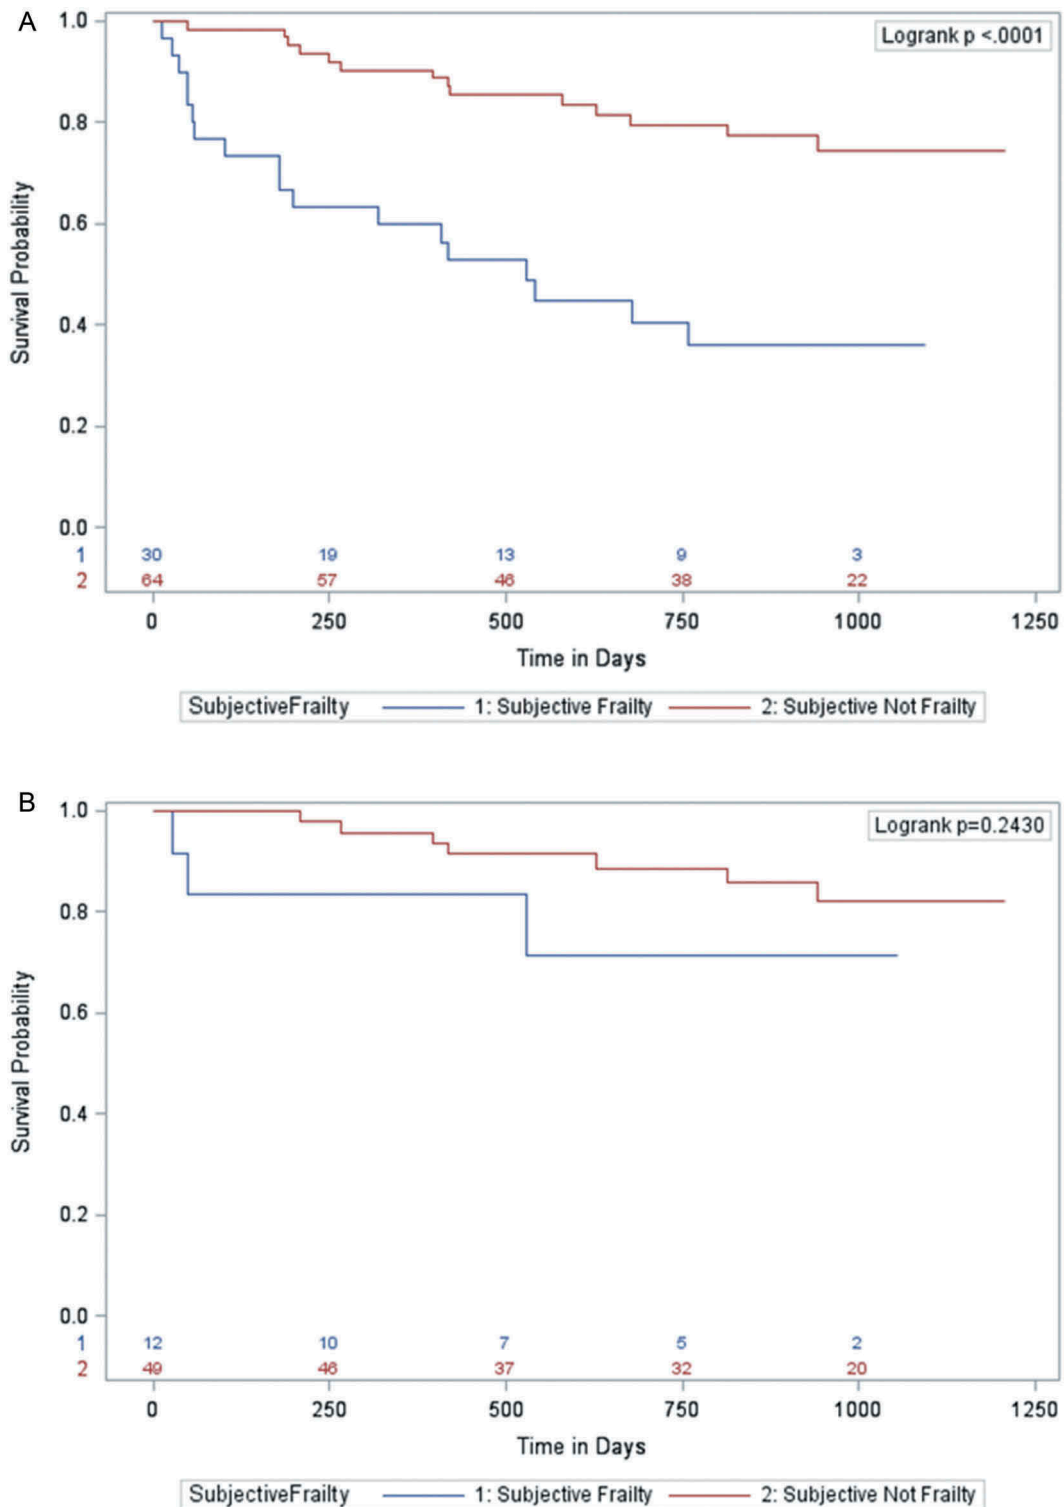 A
Logrank p <.0001
Survival Probability
1.0
0.8
0.6
0.4
0.2
0.0
1 30 19 13 9 3
2 64 57 46 38 22
0 250 500 750 1000 1250
Time in Days
SubjectiveFrailty 1: Subjective Frailty 2: Subjective Not Frailty
B
Logrank p=0.2430
Survival Probability
1.0
0.8
0.6
0.4
0.2
0.0
1 12 10 7 5 2
2 49 46 37 32 20
0 250 500 750 1000 1250
Time in Days
SubjectiveFrailty 1: Subjective Frailty 2: Subjective Not Frailty